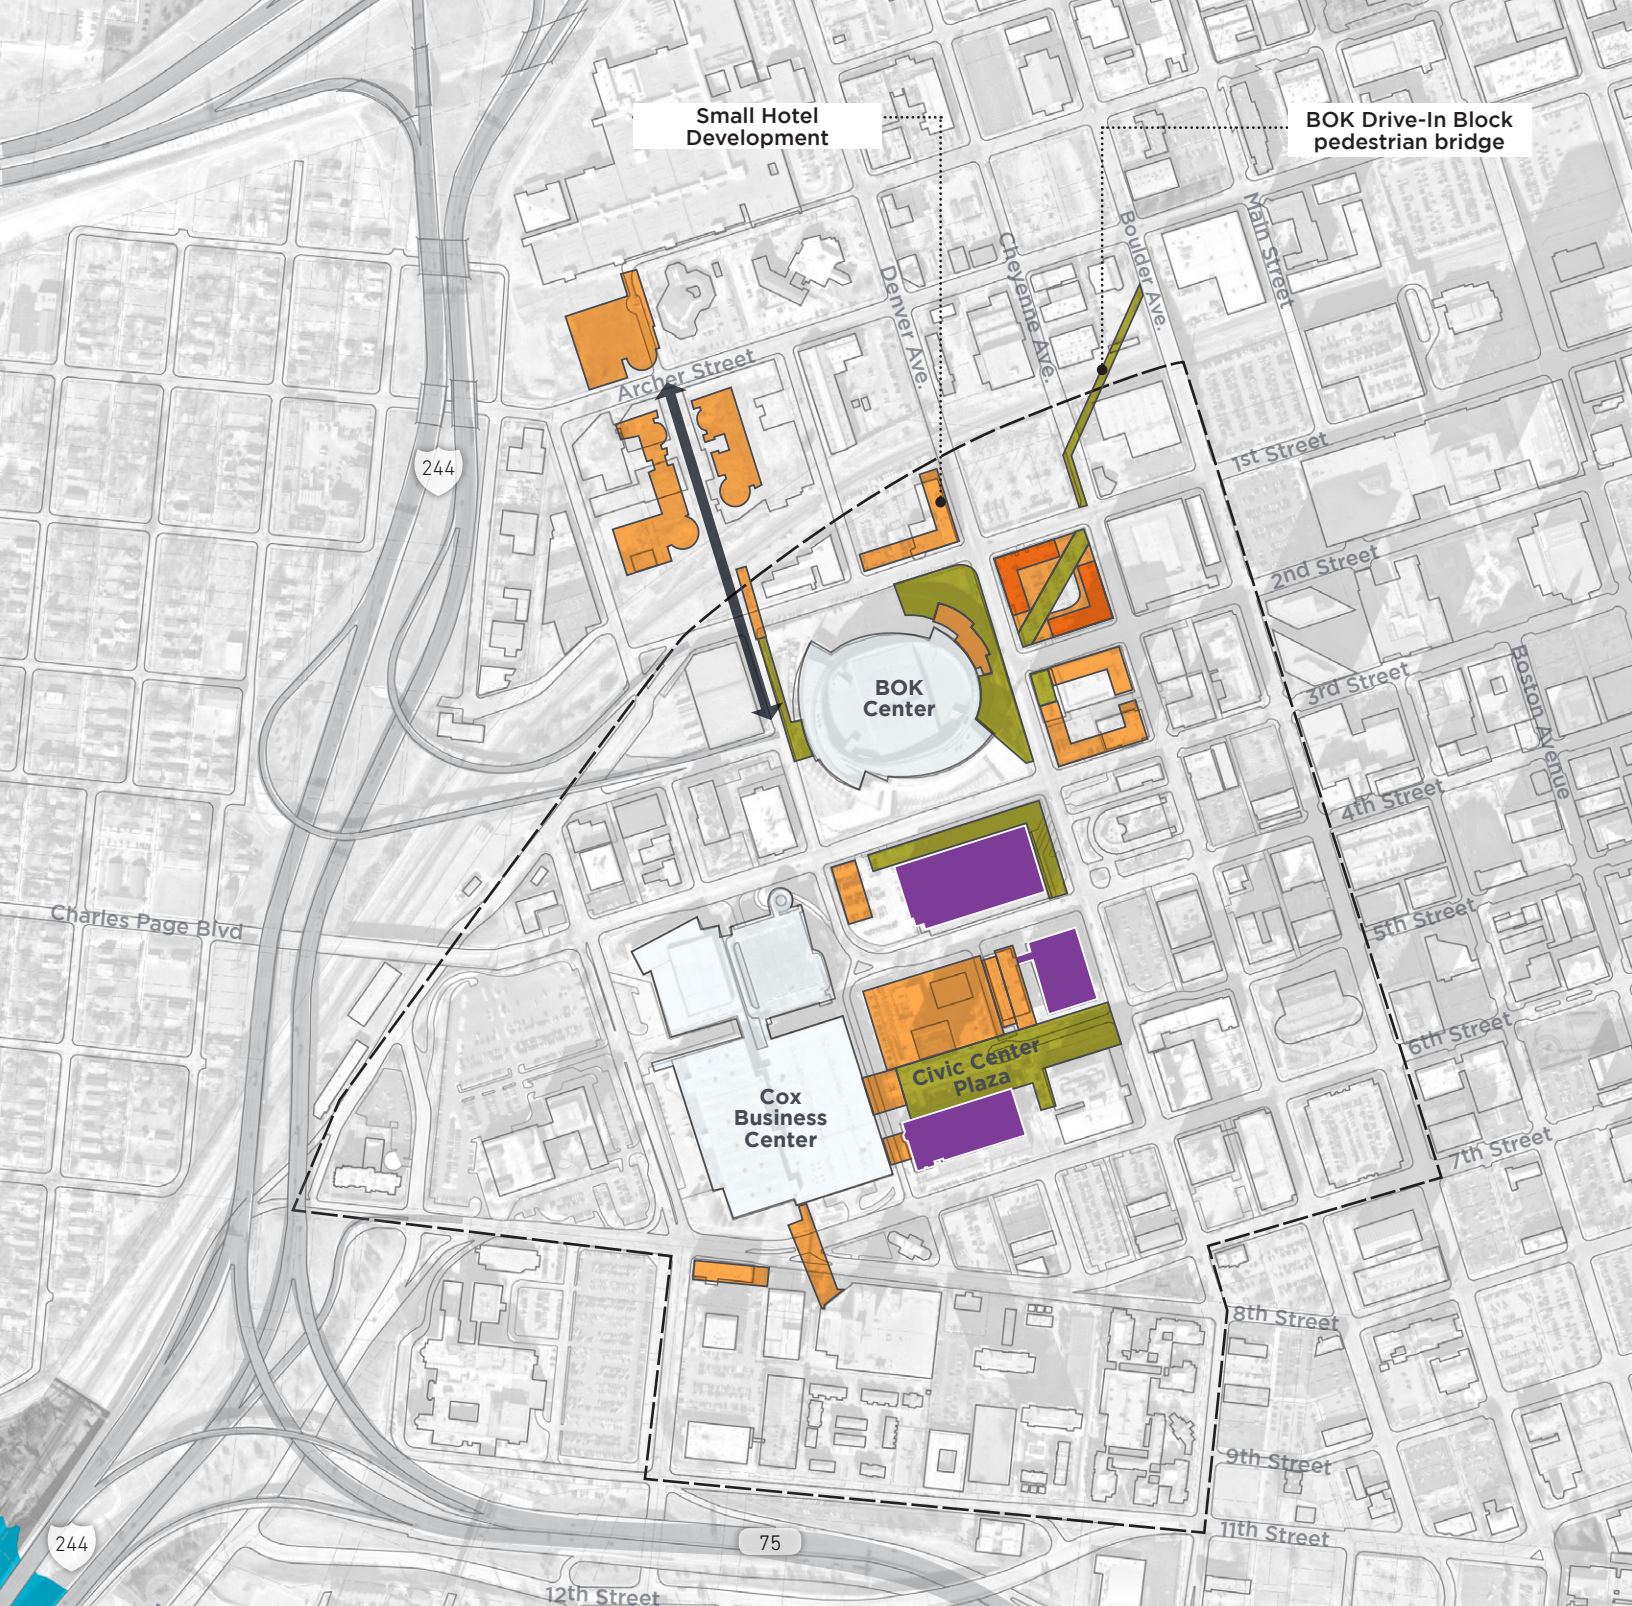 Small Hotel
Development
BOK Drive-In Block
pedestrian bridge
Main Street
Boulder Ave.
Cheyenne Ave.
Denver Ave.
Archer Street
244
1st Street
2nd Street
3rd Street
Boston Avenue
BOK
Center
4th Street
Charles Page Blvd
5th Street
6th Street
Civic Center
Plaza
Cox
Business
Center
7th Street
8th Street
9th Street
11th Street
244
75
12th Street